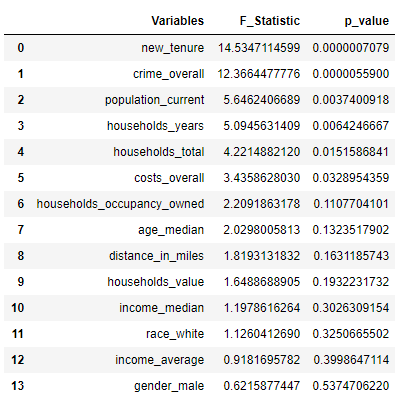 Variables F_Statistic p_value
0 new_tenure 14.5347114599 0.0000007079
1 crime_overall 12.3664477776 0.0000055900
2 population_current 5.6462406689 0.0037400918
3 households_years 5.0945631409 0.0064246667
4 households_total 4.2214882120 0.0151586841
5 costs_overall 3.4358628030 0.0328954359
6 households_occupancy_owned 2.2091863178 0.1107704101
7 age_median 2.0298005813 0.1323517902
8 distance_in_miles 1.8193131832 0.1631185743
9 households_value 1.6488688905 0.1932231732
10 income_median 1.1978616264 0.3026309154
11 race_white 1.1260412690 0.3250665502
12 income_average 0.9181695782 0.3998647114
13 gender_male 0.6215877447 0.5374706220